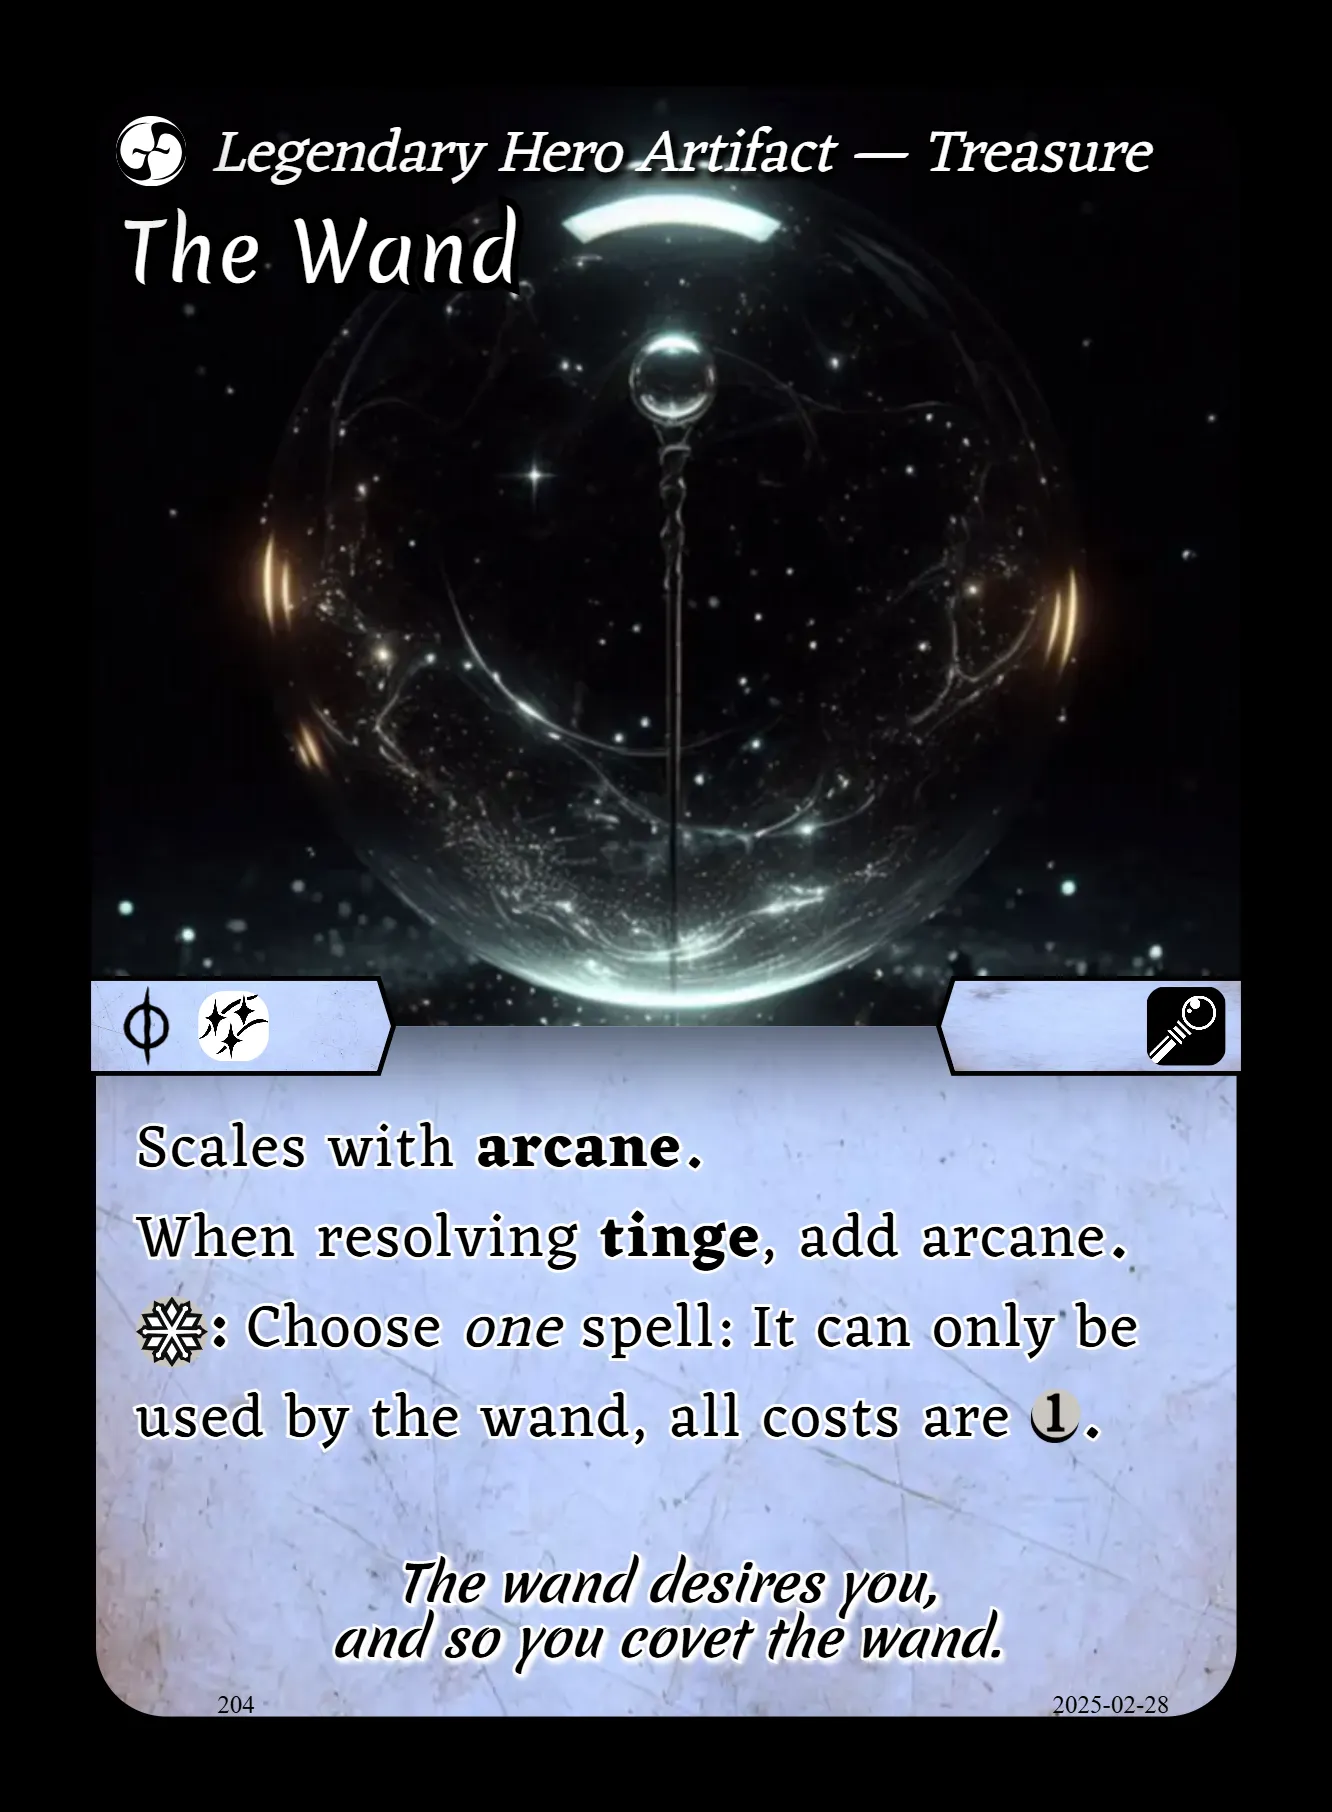 Legendary Hero Artifact — Treasure
The Wand
Scales with arcane.
When resolving tinge, add arcane.
: Choose one spell: It can only be
used by the wand, all costs are 1.
The wand desires you,
and so you covet the wand.
204
2025-02-28